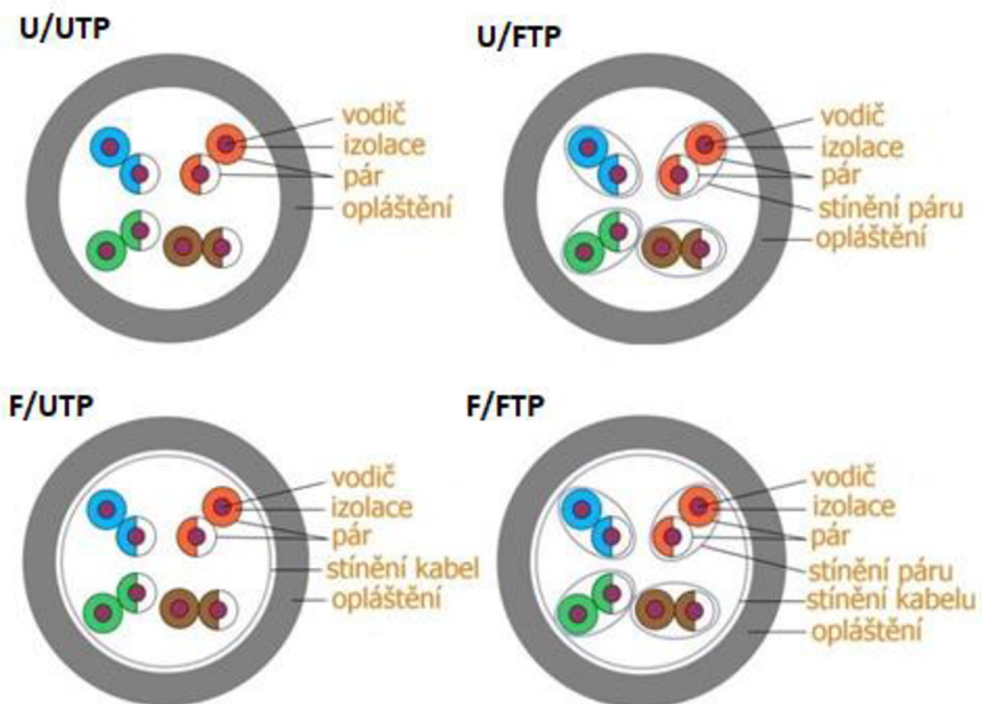 U/UTP
vodič
izolace
pár
opláštění
U/FTP
vodič
izolace
pár
stínění páru
opláštění
F/UTP
vodič
izolace
pár
stínění kabel
opláštění
F/FTP
vodič
izolace
pár
stínění páru
stínění kabelu
opláštění